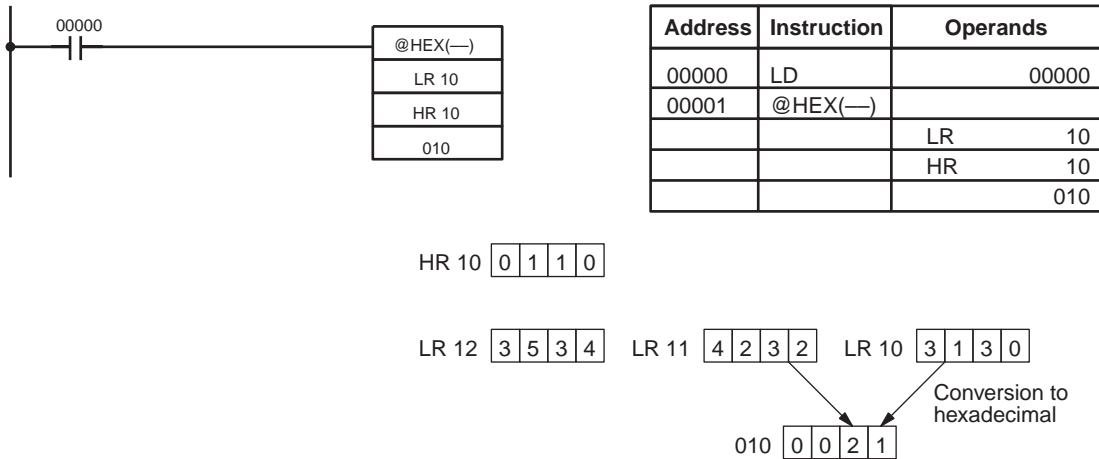 00000
@HEX(––)
LR 10
HR 10
010
Address Instruction Operands
00000 LD 00000
00001 @HEX(––)
LR 10
HR 10
010
HR 10 0 1 1 0
LR 12 3 5 3 4 LR 11 4 2 3 2 LR 10 3 1 3 0
Conversion to
hexadecimal
010 0 0 2 1